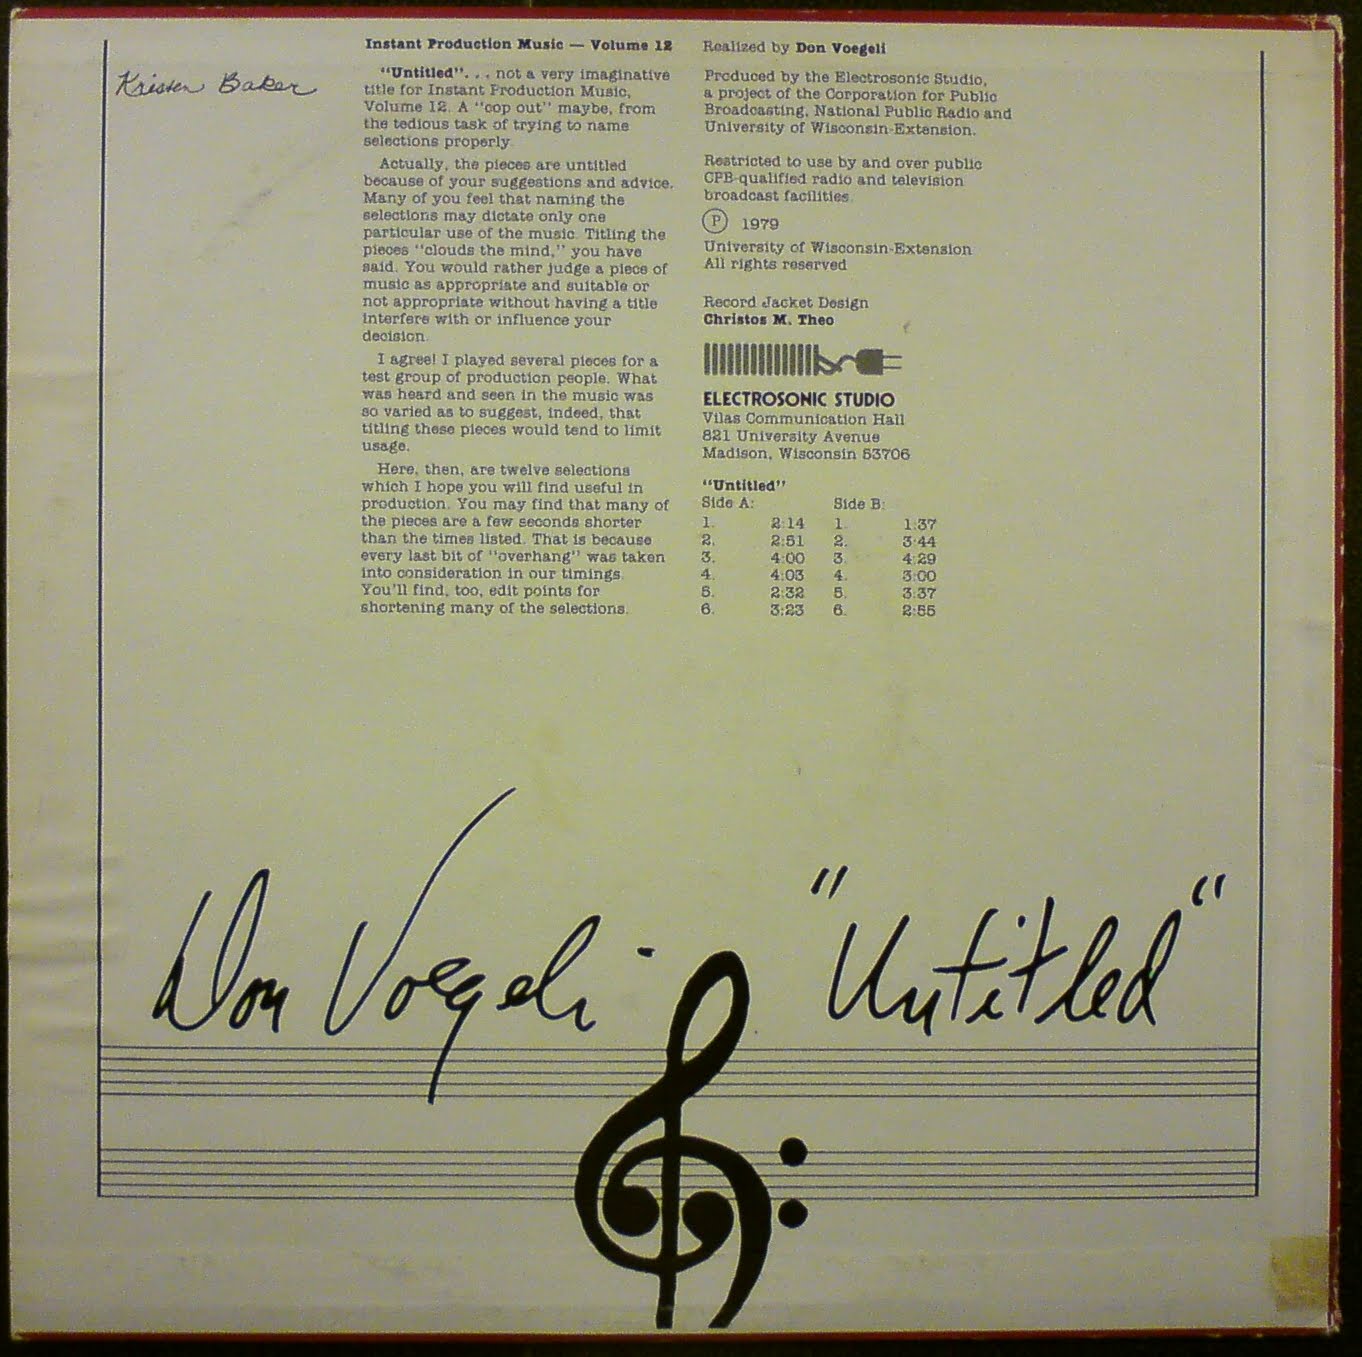 Kristen Baker
Instant Production Music — Volume 12
"Untitled". . . not a very imaginative
title for Instant Production Music,
Volume 12. A "cop out" maybe, from
the tedious task of trying to name
selections properly.
Actually, the pieces are untitled
because of your suggestions and advice.
Many of you feel that naming the
selections may dictate only one
particular use of the music. Titling the
pieces "clouds the mind," you have
said. You would rather judge a piece of
music as appropriate and suitable or
not appropriate without having a title
interfere with or influence your
decision.
I agree! I played several pieces for a
test group of production people. What
was heard and seen in the music was
so varied as to suggest, indeed, that
titling these pieces would tend to limit
usage.
Here, then, are twelve selections
which I hope you will find useful in
production. You may find that many of
the pieces are a few seconds shorter
than the times listed. That is because
every last bit of "overhang" was taken
into consideration in our timings.
You'll find, too, edit points for
shortening many of the selections.
Realized by Don Voegeli
Produced by the Electrosonic Studio,
a project of the Corporation for Public
Broadcasting, National Public Radio and
University of Wisconsin-Extension.
Restricted to use by and over public
CPB-qualified radio and television
broadcast facilities.
Ⓟ 1979
University of Wisconsin-Extension
All rights reserved
Record Jacket Design
Christos M. Theo
ELECTROSONIC STUDIO
Vilas Communication Hall
821 University Avenue
Madison, Wisconsin 53706
"Untitled"
Side A: Side B:
1. 2:14 1. 1:37
2. 2:51 2. 3:44
3. 4:00 3. 4:29
4. 4:03 4. 3:00
5. 2:32 5. 3:37
6. 3:23 6. 2:55
Don Voegeli "Untitled"